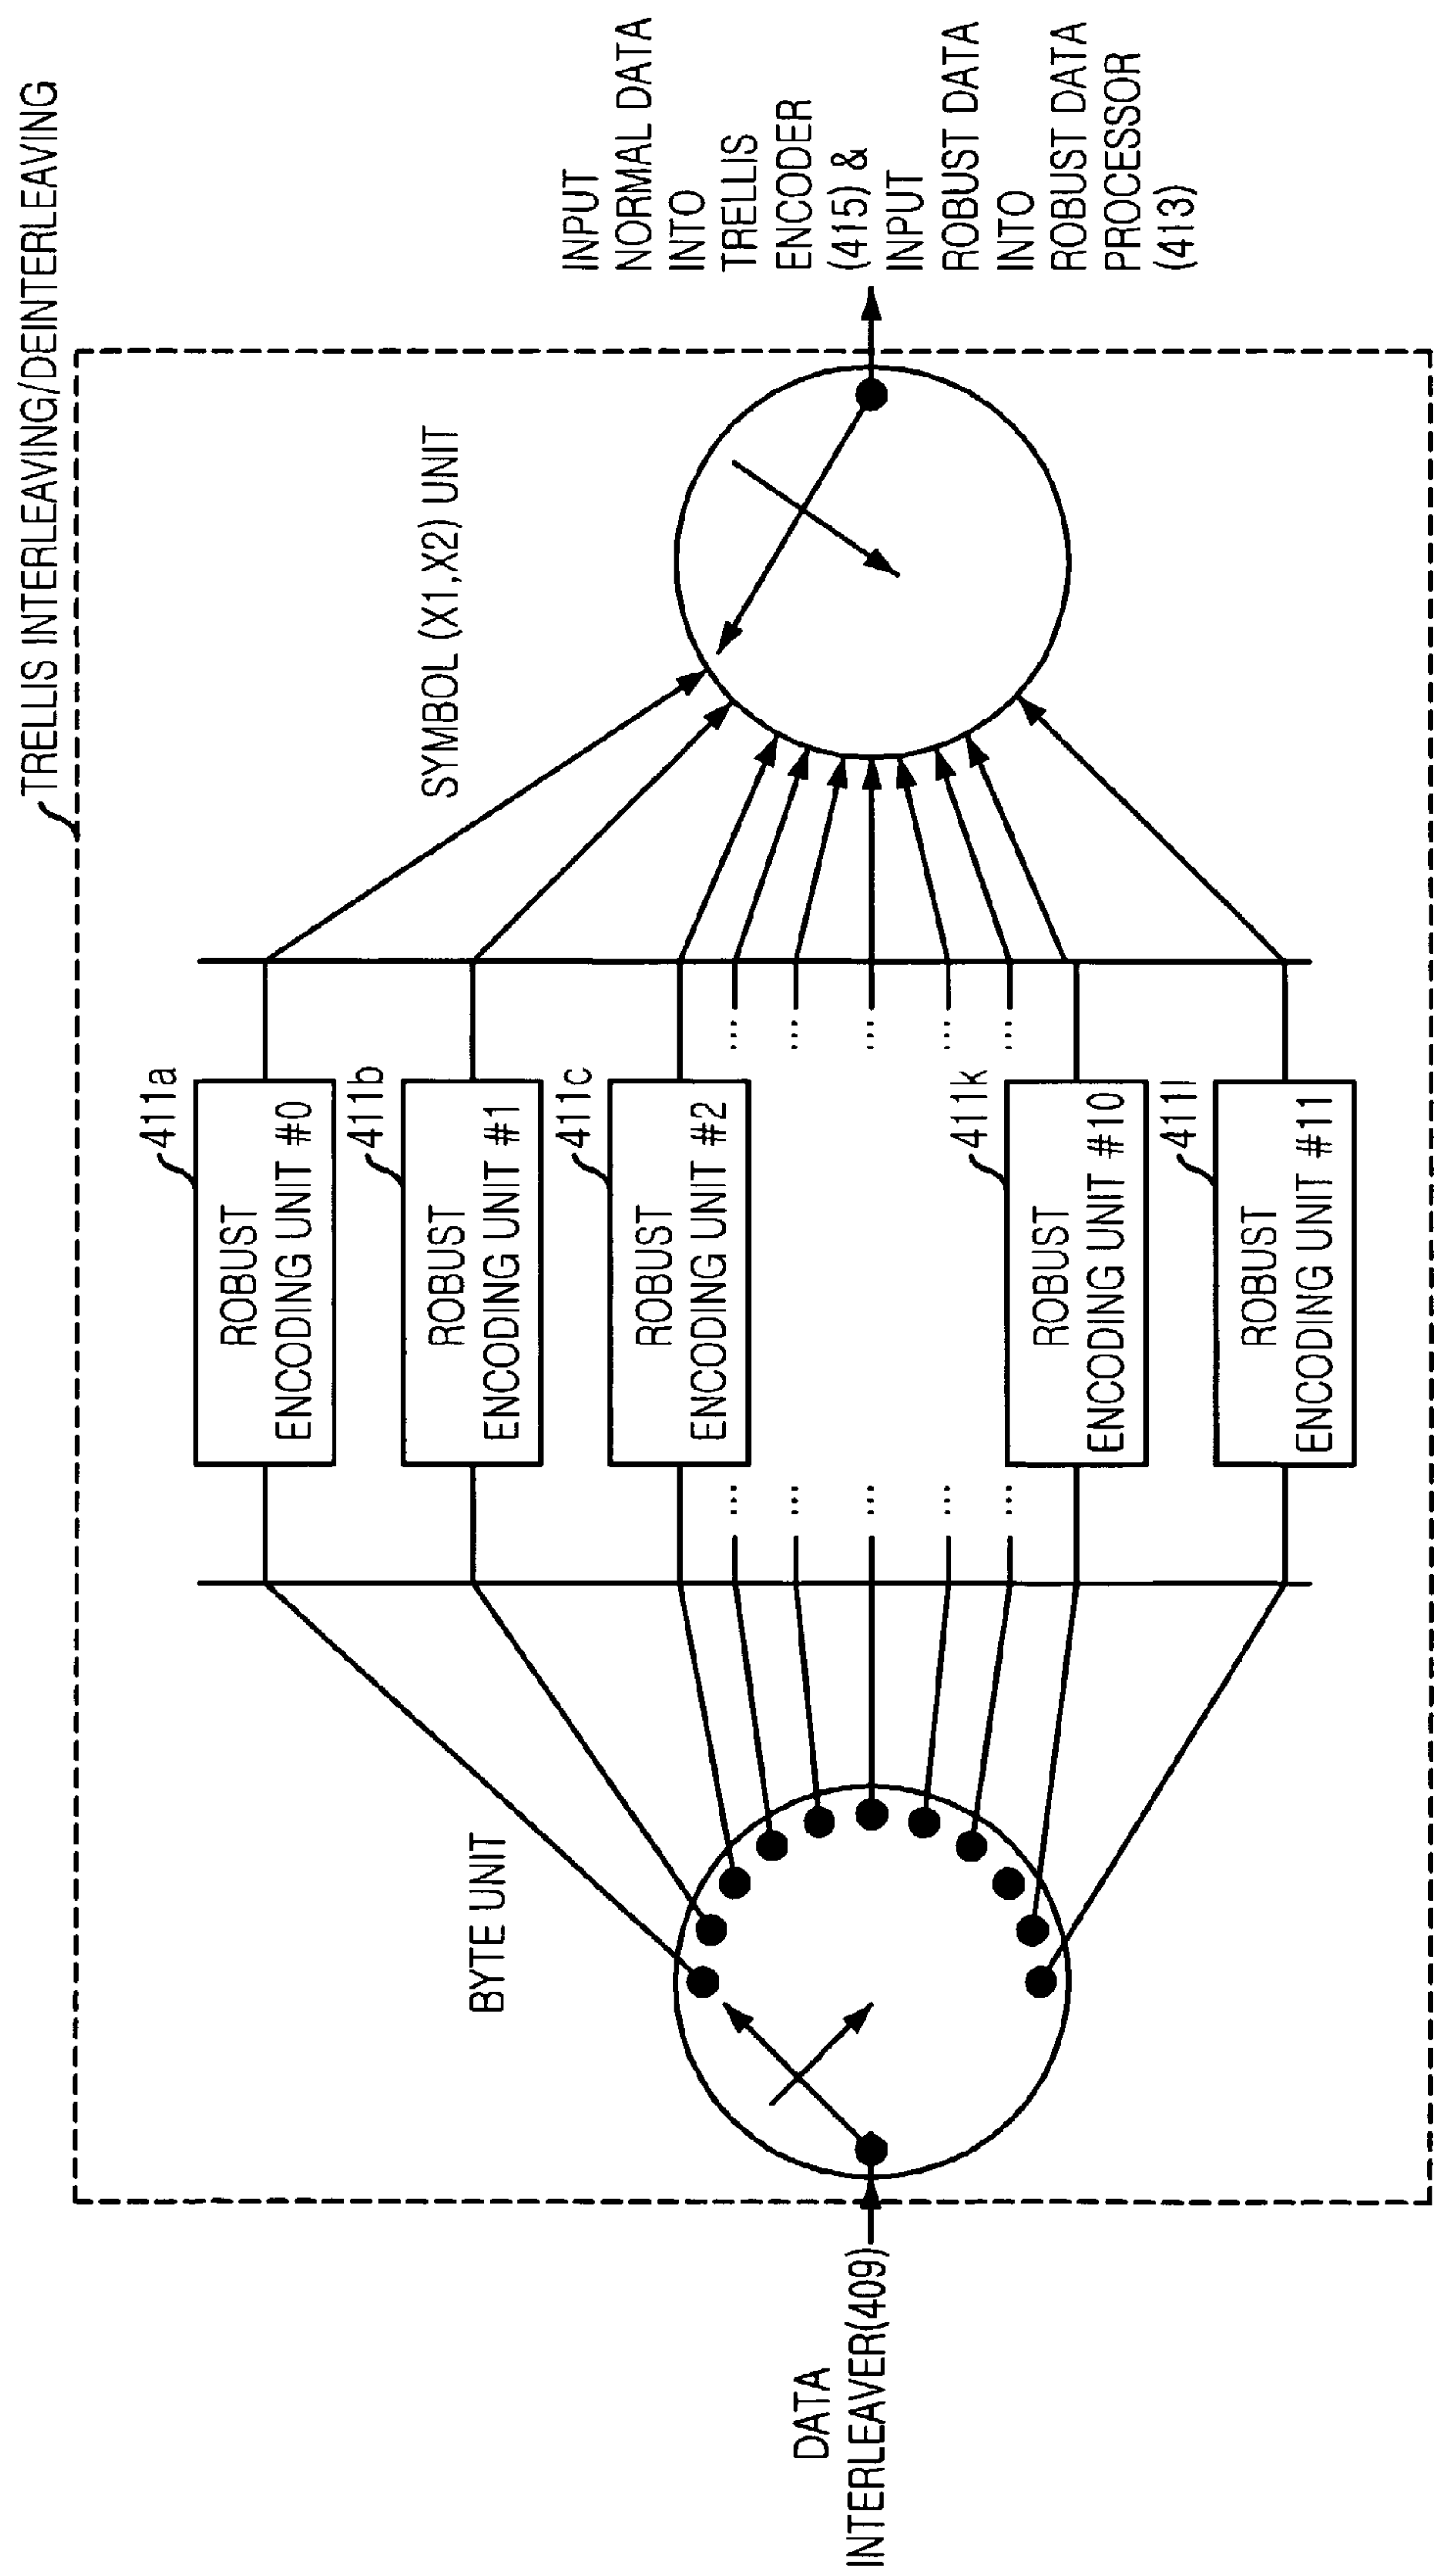 TRELLIS INTERLEAVING/DEINTERLEAVING
BYTE UNIT
SYMBOL (X1,X2) UNIT
DATA
INTERLEAVER(409)
411a
ROBUST
ENCODING UNIT #0
411b
ROBUST
ENCODING UNIT #1
411c
ROBUST
ENCODING UNIT #2
...
...
...
...
...
...
...
...
...
...
411k
ROBUST
ENCODING UNIT #10
411l
ROBUST
ENCODING UNIT #11
INPUT
NORMAL DATA
INTO
TRELLIS
ENCODER
(415) &
INPUT
ROBUST DATA
INTO
ROBUST DATA
PROCESSOR
(413)